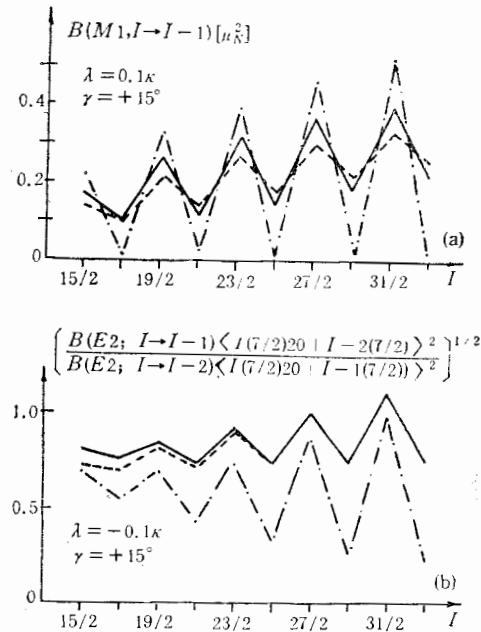 B(M1,I→I−1)[μ²_N]
λ=0.1κ
γ=+15°
0.4
0.2
0
(a)
15/2 19/2 23/2 27/2 31/2 I
[B(E2; I→I−1)⟨I(7/2)20|I−2(7/2)⟩²
B(E2; I→I−2)⟨I(7/2)20|I−1(7/2)⟩²]^1/2
1.0
0.5
λ=−0.1κ
γ=+15°
0
(b)
15/2 19/2 23/2 27/2 31/2 I